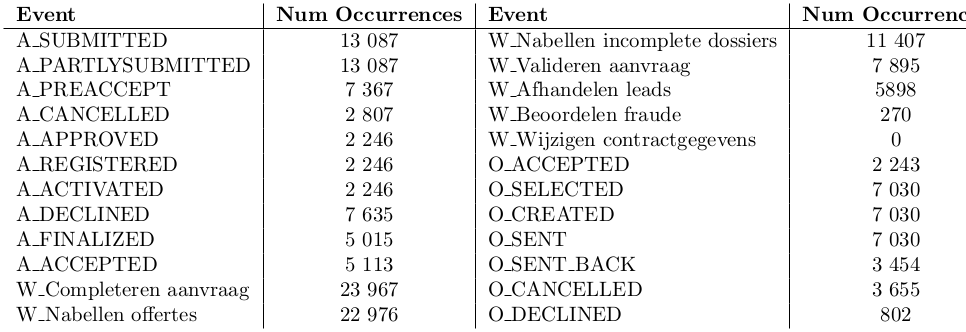 Event Num Occurrences Event Num Occurrenc
A_SUBMITTED 13 087 W_Nabellen incomplete dossiers 11 407
A_PARTLYSUBMITTED 13 087 W_Valideren aanvraag 7 895
A_PREACCEPT 7 367 W_Afhandelen leads 5898
A_CANCELLED 2 807 W_Beoordelen fraude 270
A_APPROVED 2 246 W_Wijzigen contractgegevens 0
A_REGISTERED 2 246 O_ACCEPTED 2 243
A_ACTIVATED 2 246 O_SELECTED 7 030
A_DECLINED 7 635 O_CREATED 7 030
A_FINALIZED 5 015 O_SENT 7 030
A_ACCEPTED 5 113 O_SENT_BACK 3 454
W_Completeren aanvraag 23 967 O_CANCELLED 3 655
W_Nabellen offertes 22 976 O_DECLINED 802